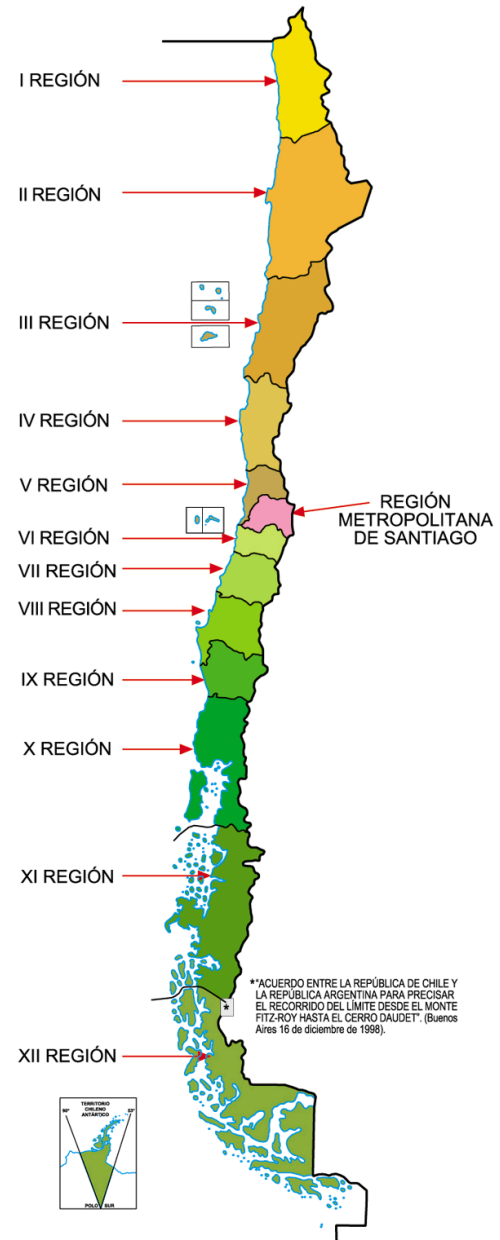 I REGIÓN
II REGIÓN
III REGIÓN
IV REGIÓN
V REGIÓN
REGIÓN
METROPOLITANA
DE SANTIAGO
VI REGIÓN
VII REGIÓN
VIII REGIÓN
IX REGIÓN
X REGIÓN
XI REGIÓN
*"ACUERDO ENTRE LA REPÚBLICA DE CHILE Y
LA REPÚBLICA ARGENTINA PARA PRECISAR
EL RECORRIDO DEL LÍMITE DESDE EL MONTE
FITZ-ROY HASTA EL CERRO DAUDET". (Buenos
Aires 16 de diciembre de 1998).
*
XII REGIÓN
TERRITORIO
CHILENO
ANTÁRTICO
90° 53°
POLO SUR